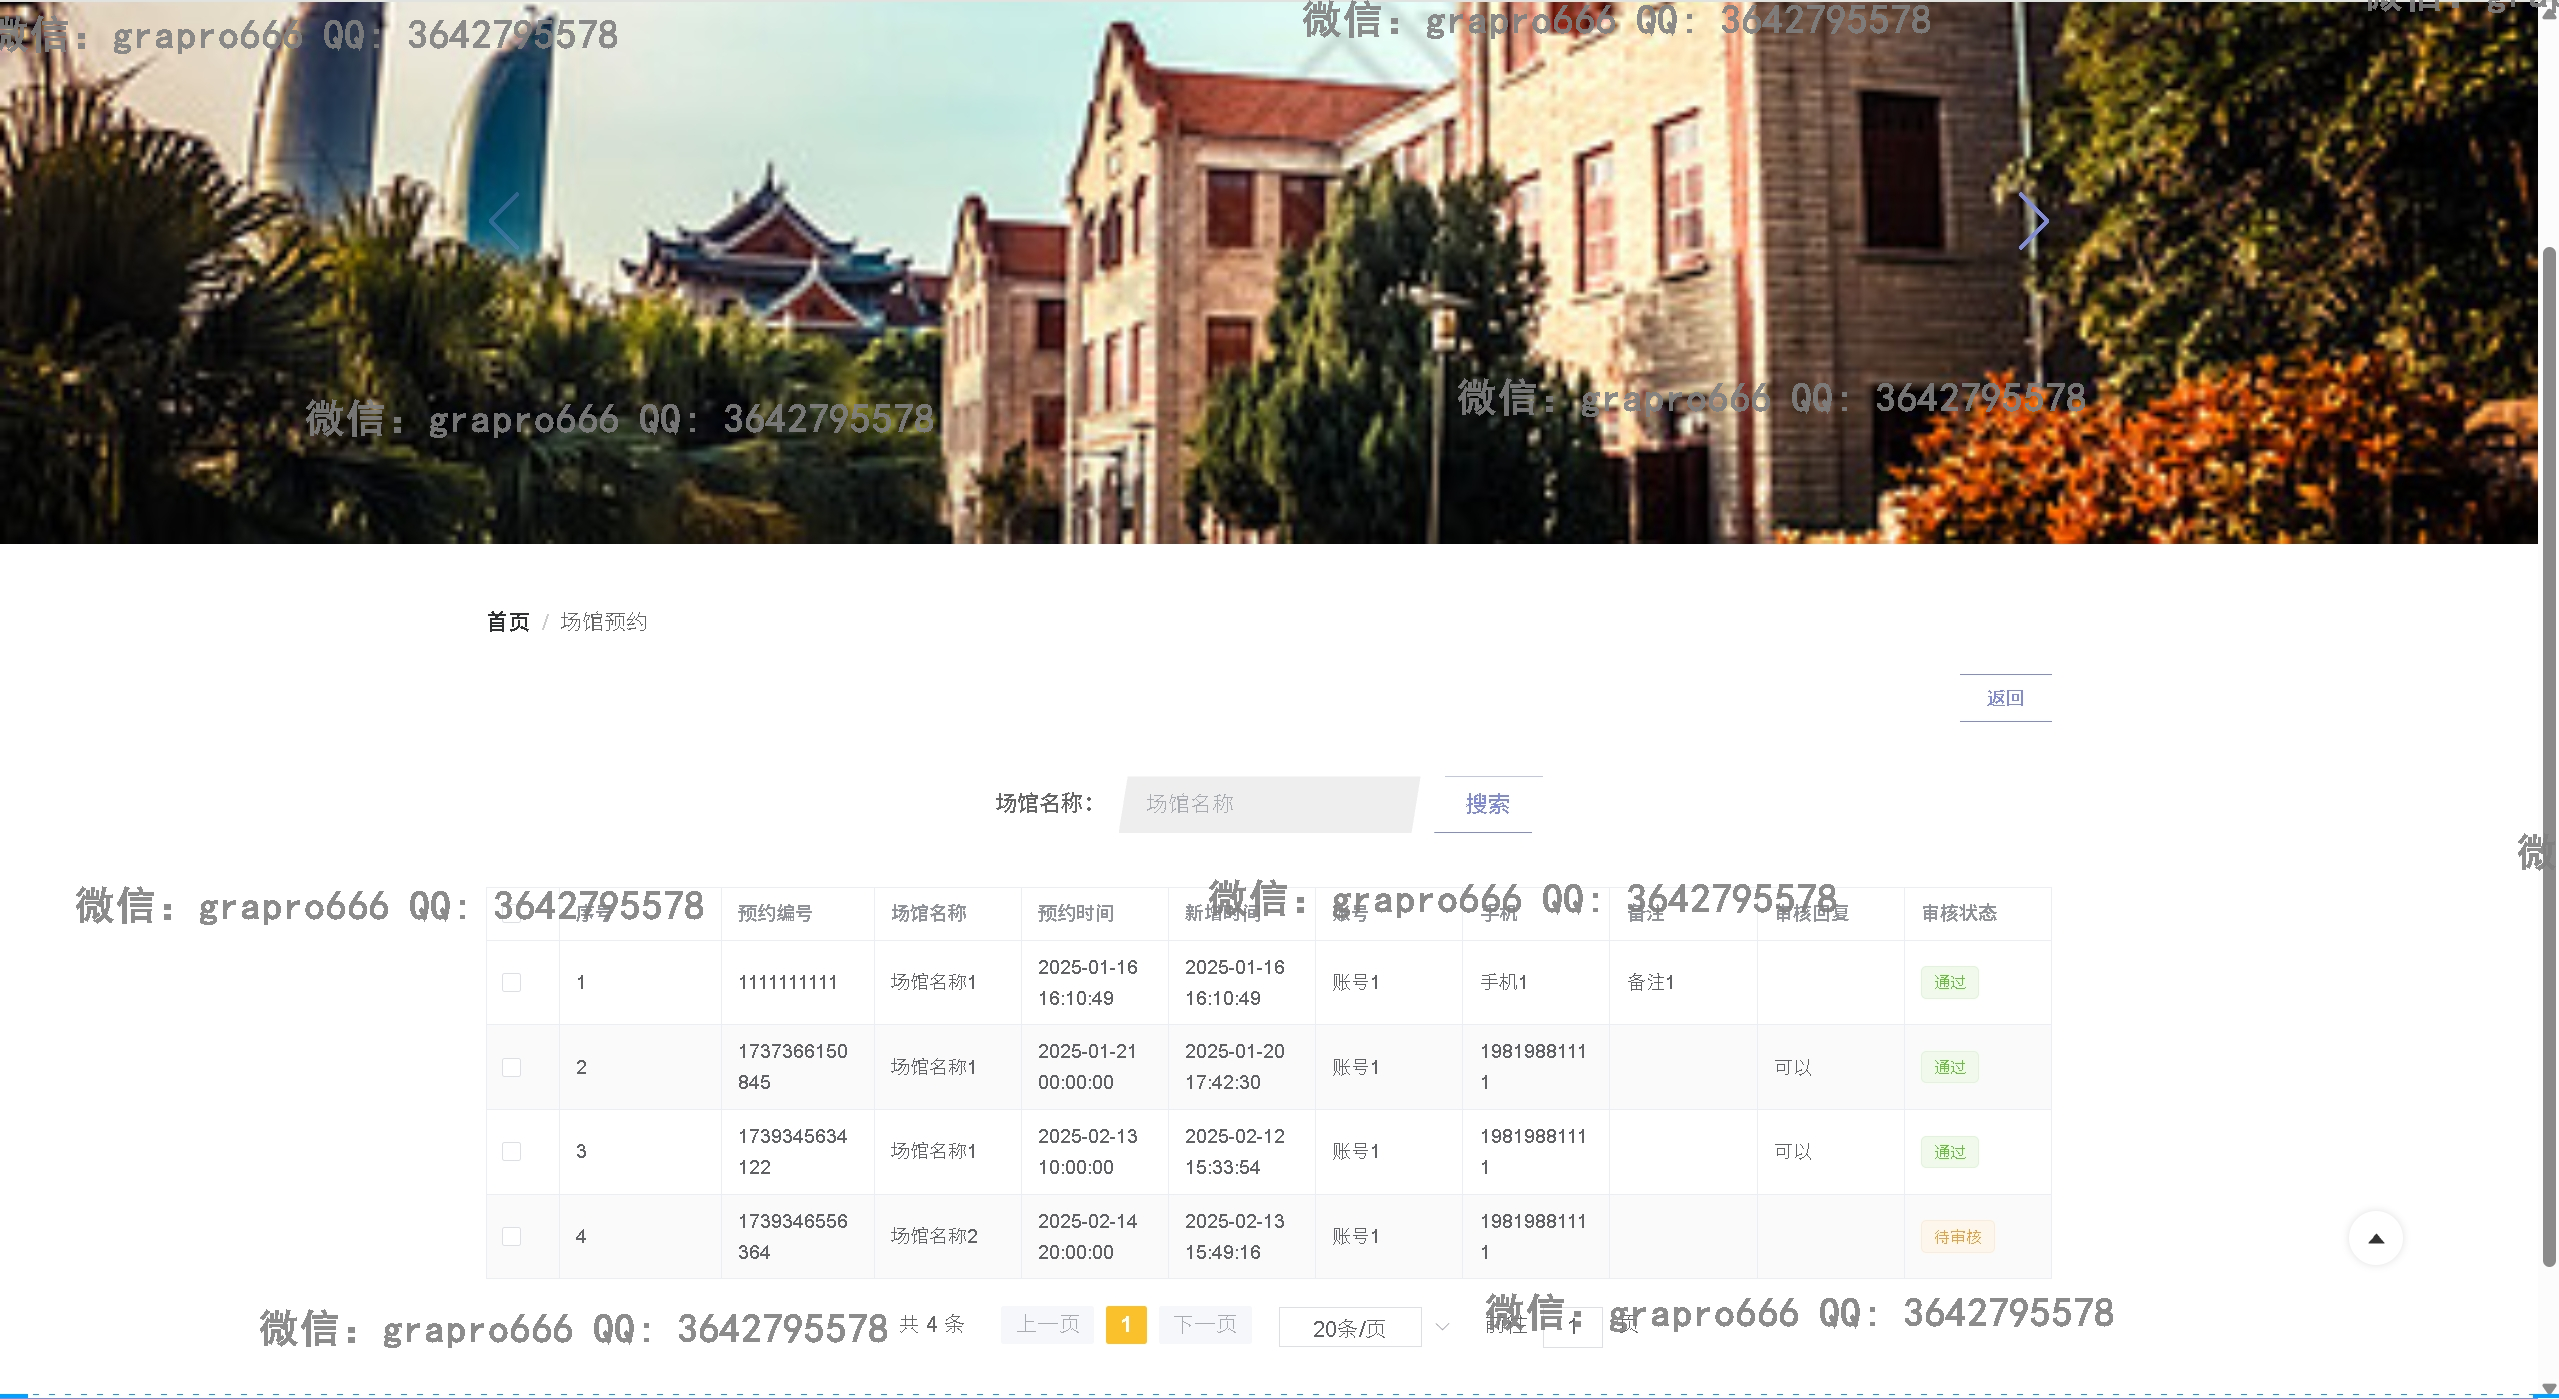 微信: grapro666 QQ: 3642795578
微信: grapro666 QQ: 3642795578
微信: grapro666 QQ: 3642795578
微信: grapro666 QQ: 3642795578
首页 / 场馆预约
返回
场馆名称: 场馆名称 搜索
微信: grapro666 QQ: 3642795578
微信: grapro666 QQ: 3642795578
序号 预约编号 场馆名称 预约时间 新增时间 账号 手机 备注 审核回复 审核状态
1 1111111111 场馆名称1 2025-01-16 16:10:49 2025-01-16 16:10:49 账号1 手机1 备注1 通过
2 1737366150845 场馆名称1 2025-01-21 00:00:00 2025-01-20 17:42:30 账号1 19819881111 可以 通过
3 1739345634122 场馆名称1 2025-02-13 10:00:00 2025-02-12 15:33:54 账号1 19819881111 可以 通过
4 1739346556364 场馆名称2 2025-02-14 20:00:00 2025-02-13 15:49:16 账号1 19819881111 待审核
微信: grapro666 QQ: 3642795578
共 4 条 上一页 1 下一页 20条/页 前往 1 页
微信: grapro666 QQ: 3642795578